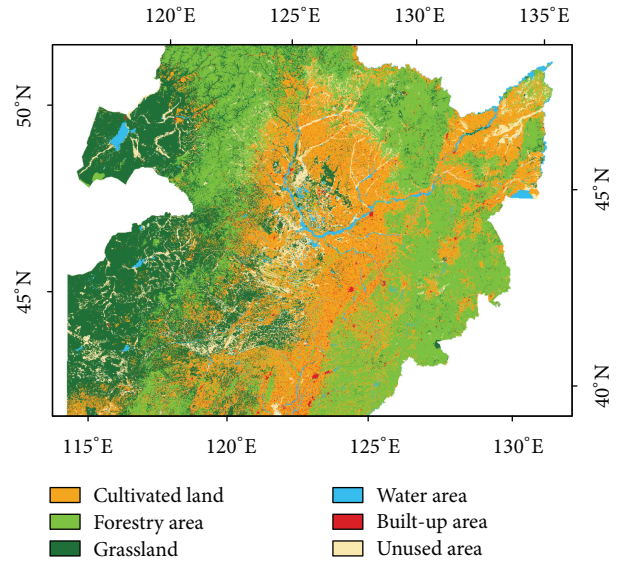 120°E 125°E 130°E 135°E
50°N
45°N
45°N
40°N
115°E 120°E 125°E 130°E
Cultivated land
Forestry area
Grassland
Water area
Built-up area
Unused area